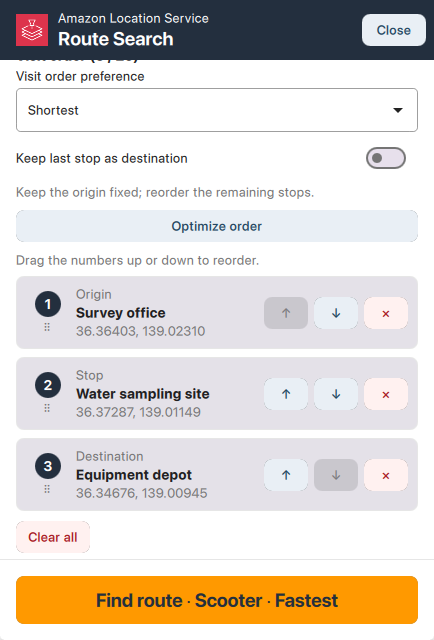 Amazon Location Service
Route Search
Close
Visit order preference
Shortest
Keep last stop as destination
Keep the origin fixed; reorder the remaining stops.
Optimize order
Drag the numbers up or down to reorder.
1
Origin
Survey office
36.36403, 139.02310
↑ ↓ ×
2
Stop
Water sampling site
36.37287, 139.01149
↑ ↓ ×
3
Destination
Equipment depot
36.34676, 139.00945
↑ ↓ ×
Clear all
Find route · Scooter · Fastest